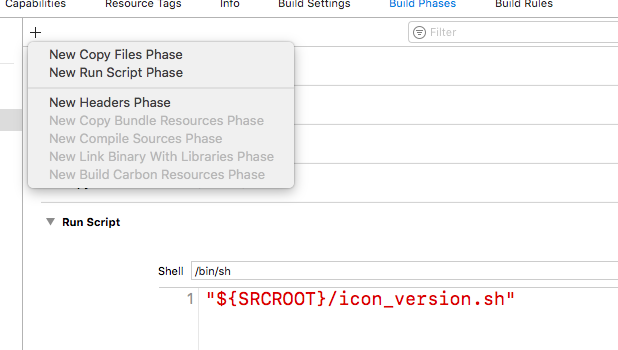 Capabilities Resource Tags Info Build Settings Build Phases Build Rules
+ Filter
New Copy Files Phase
New Run Script Phase
New Headers Phase
New Copy Bundle Resources Phase
New Compile Sources Phase
New Link Binary With Libraries Phase
New Build Carbon Resources Phase
Run Script
Shell /bin/sh
1 "${SRCROOT}/icon_version.sh"